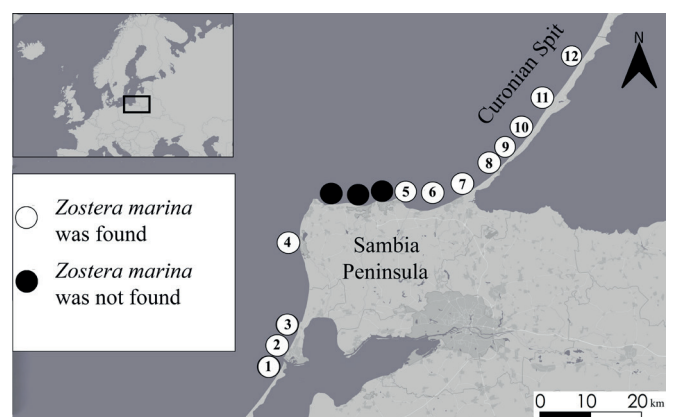 N
Curonian Spit
12
11
10
9
8
7
6
5
4
3
2
1
Sambia
Peninsula
Zostera marina
was found
Zostera marina
was not found
0 10 20 km